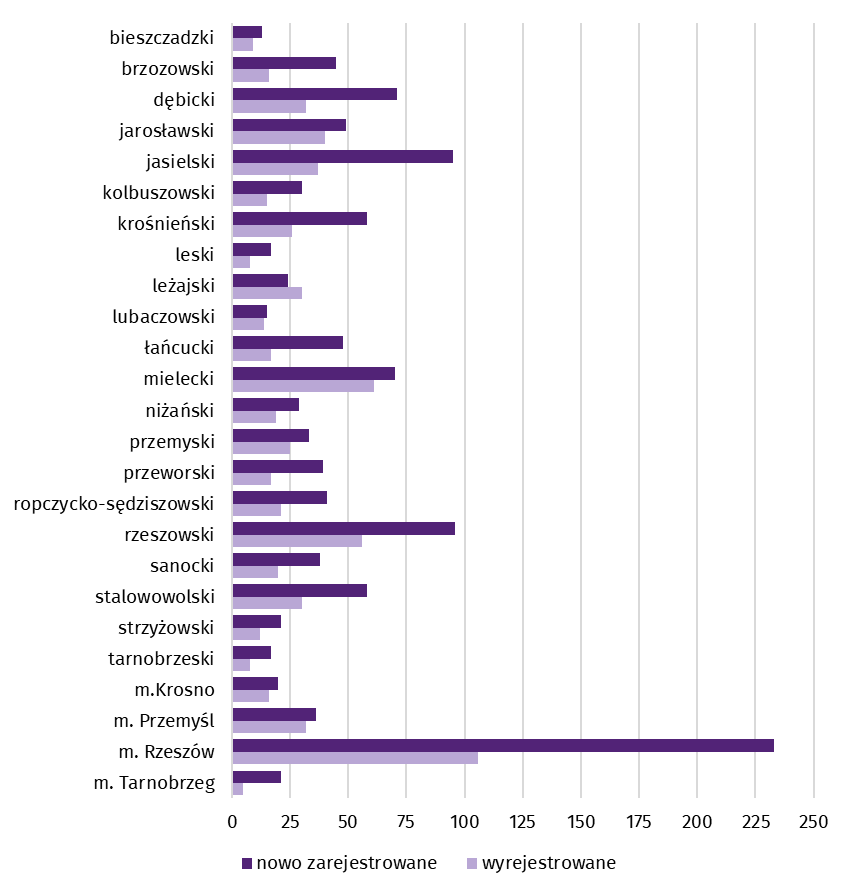 bieszczadzki
brzozowski
dębicki
jarosławski
jasielski
kolbuszowski
krośnieński
leski
leżajski
lubaczowski
łańcucki
mielecki
niżański
przemyski
przeworski
ropczycko-sędziszowski
rzeszowski
sanocki
stalowowolski
strzyżowski
tarnobrzeski
m.Krosno
m. Przemyśl
m. Rzeszów
m. Tarnobrzeg
0 25 50 75 100 125 150 175 200 225 250
nowo zarejestrowane wyrejestrowane